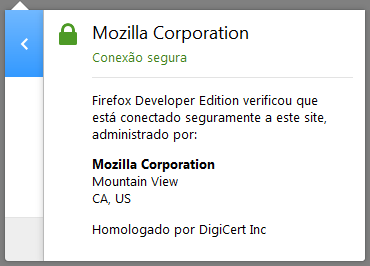 Mozilla Corporation
Conexão segura
Firefox Developer Edition verificou que
está conectado seguramente a este site,
administrado por:
Mozilla Corporation
Mountain View
CA, US
Homologado por DigiCert Inc